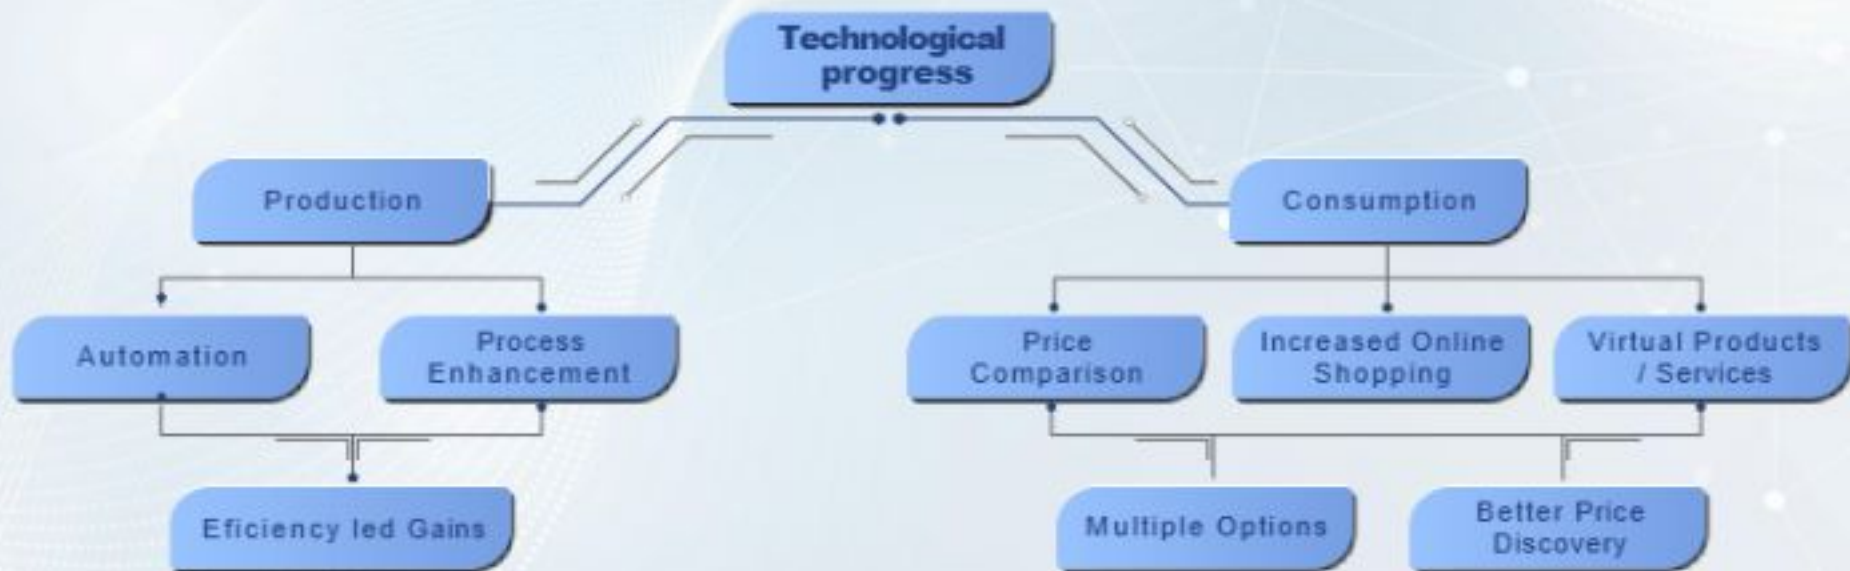 Technological
progress
Production
Consumption
Automation
Process
Enhancement
Price
Comparison
Increased Online
Shopping
Virtual Products
/ Services
Eficiency led Gains
Multiple Options
Better Price
Discovery